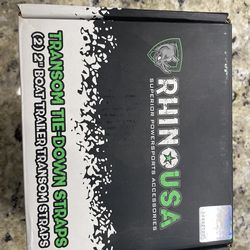 RHINO USA
SUPERIOR POWERSPORTS ACCESSORIES
TRANSOM TIE-DOWN STRAPS
(2) 2" BOAT TRAILER TRANSOM STRAPS